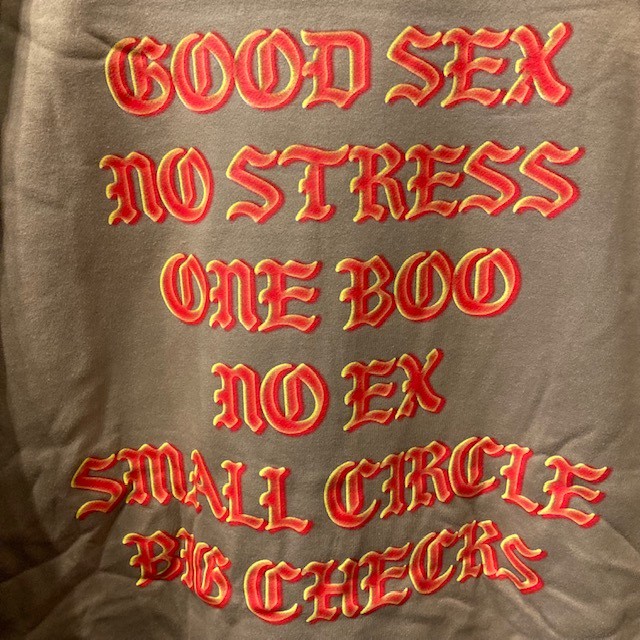 GOOD SEX
NO STRESS
ONE BOO
NO EX
SMALL CIRCLE
BIG CHECKS